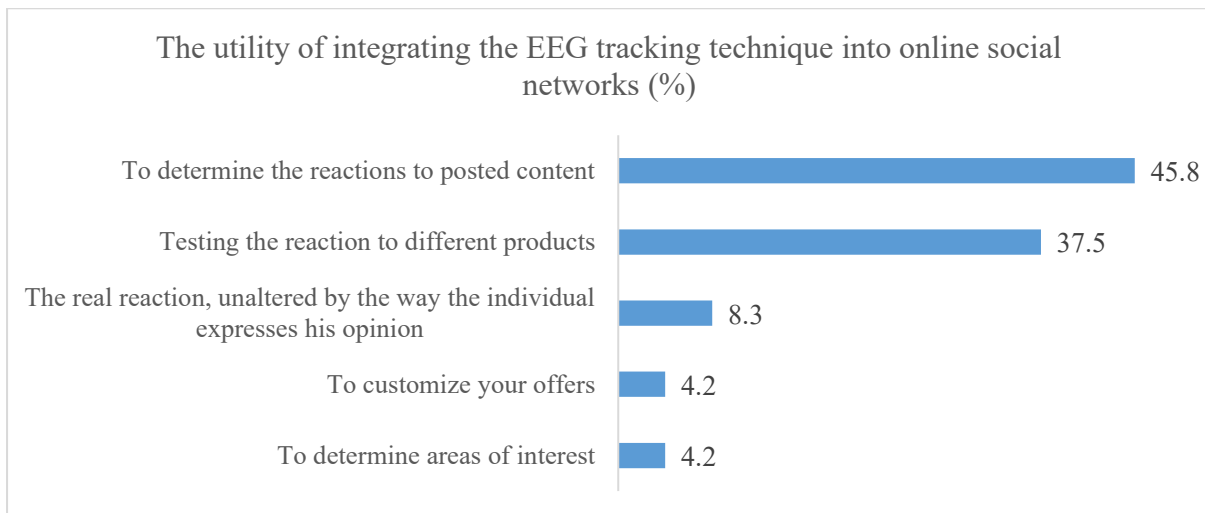 The utility of integrating the EEG tracking technique into online social
networks (%)
To determine the reactions to posted content
45.8
Testing the reaction to different products
37.5
The real reaction, unaltered by the way the individual
expresses his opinion
8.3
To customize your offers
4.2
To determine areas of interest
4.2